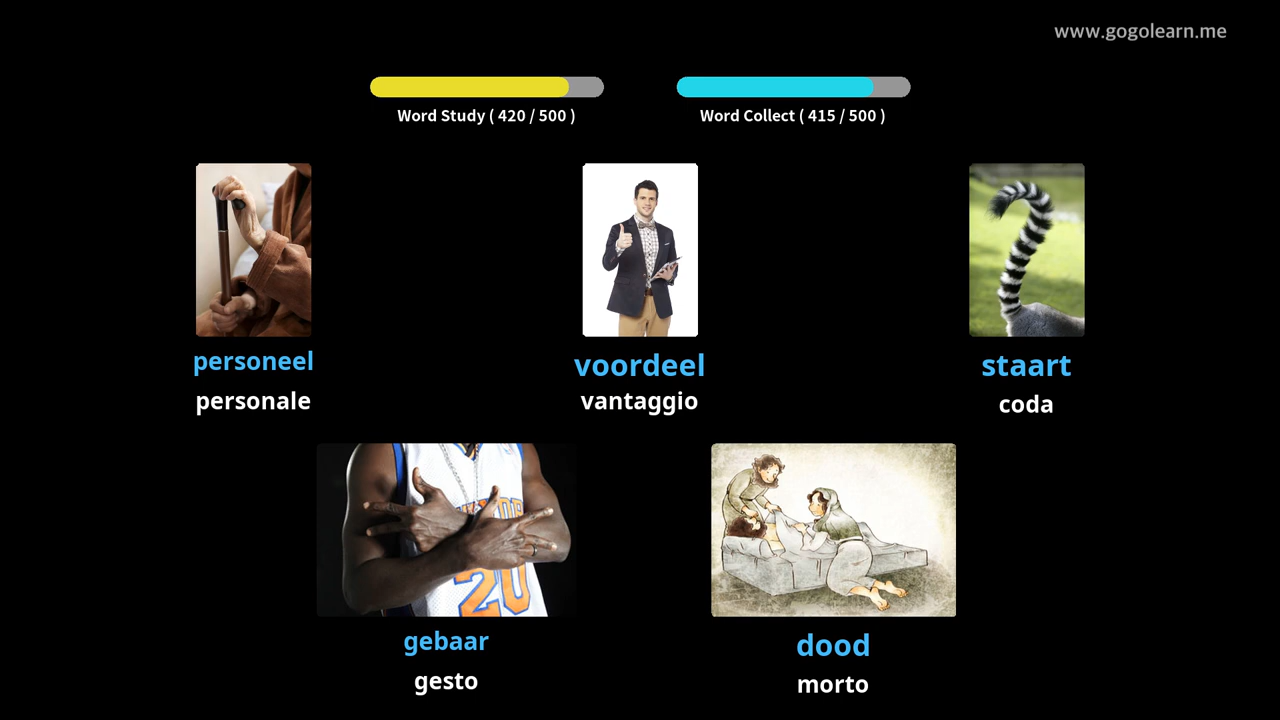 www.gogolearn.me
Word Study ( 420 / 500 )
Word Collect ( 415 / 500 )
personeel
personale
voordeel
vantaggio
staart
coda
20
gebaar
gesto
dood
morto